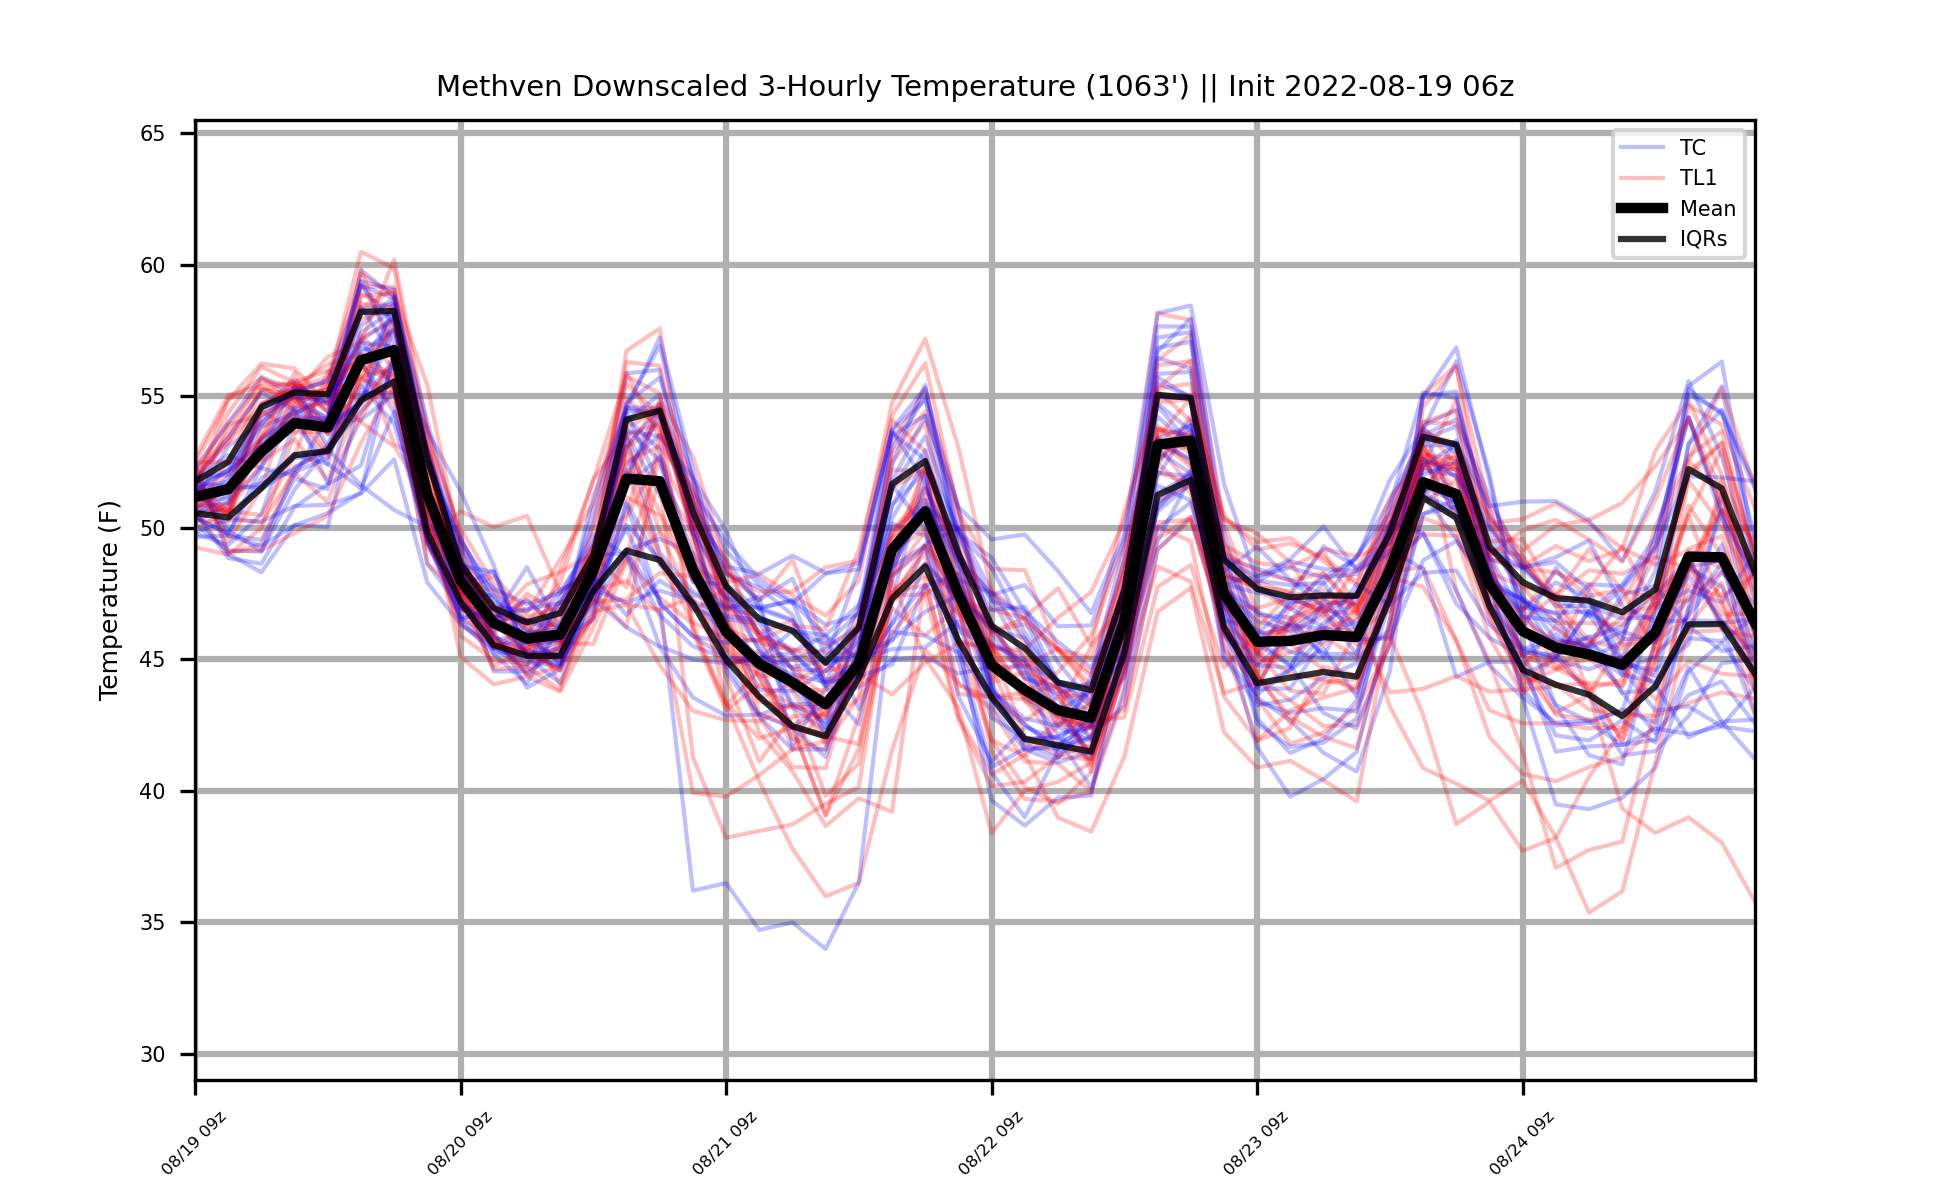 Methven Downscaled 3-Hourly Temperature (1063') || Init 2022-08-19 06z
Temperature (F)
65
60
55
50
45
40
35
30
TC
TL1
Mean
IQRs
08/19 09z
08/20 09z
08/21 09z
08/22 09z
08/23 09z
08/24 09z